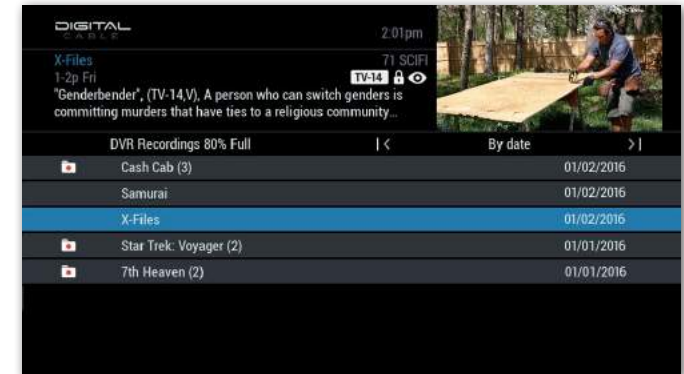 DIGITAL
CABLE
2:01pm
X-Files
71 SCIFI
1-2p Fri
TV-14
"Genderbender", (TV-14,V), A person who can switch genders is
committing murders that have ties to a religious community...
DVR Recordings 80% Full |< By date >|
Cash Cab (3) 01/02/2016
Samurai 01/02/2016
X-Files 01/02/2016
Star Trek: Voyager (2) 01/01/2016
7th Heaven (2) 01/01/2016